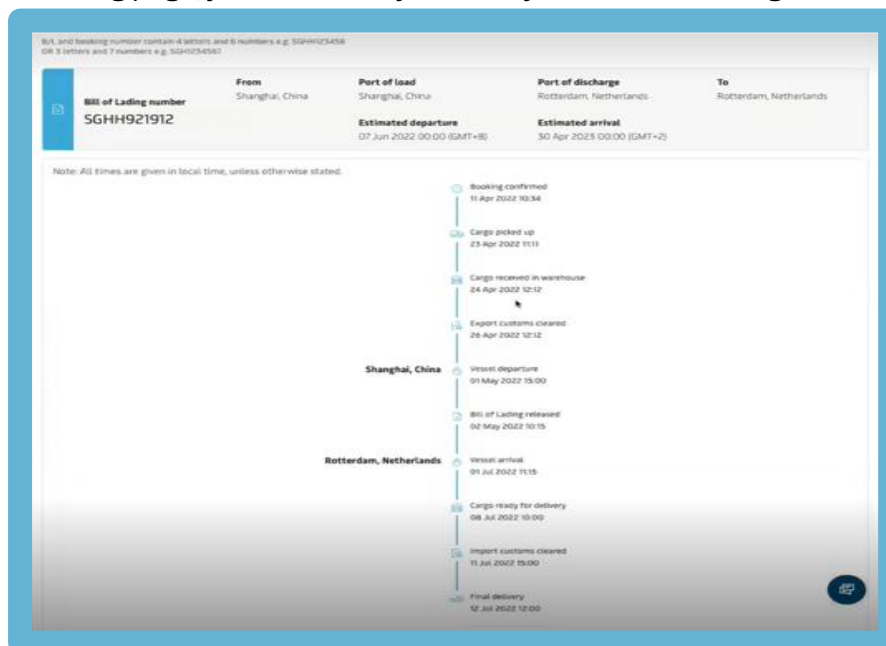 B/L and booking number contain 4 letters and 6 numbers e.g. SGHH123456
OR 3 letters and 7 numbers e.g. SGH1234567
Bill of Lading number
SGHH921912
From
Shanghai, China
Port of load
Shanghai, China
Estimated departure
07 Jun 2022 00:00 (GMT+8)
Port of discharge
Rotterdam, Netherlands
Estimated arrival
30 Apr 2023 00:00 (GMT+2)
To
Rotterdam, Netherlands
Note: All times are given in local time, unless otherwise stated.
Booking confirmed
11 Apr 2022 10:34
Cargo picked up
23 Apr 2022 11:11
Cargo received in warehouse
24 Apr 2022 12:12
Export customs cleared
26 Apr 2022 12:12
Shanghai, China
Vessel departure
01 May 2022 15:00
Bill of Lading released
02 May 2022 10:15
Rotterdam, Netherlands
Vessel arrival
01 Jul 2022 11:15
Cargo ready for delivery
08 Jul 2022 10:00
Import customs cleared
11 Jul 2022 15:00
Final delivery
12 Jul 2022 12:00